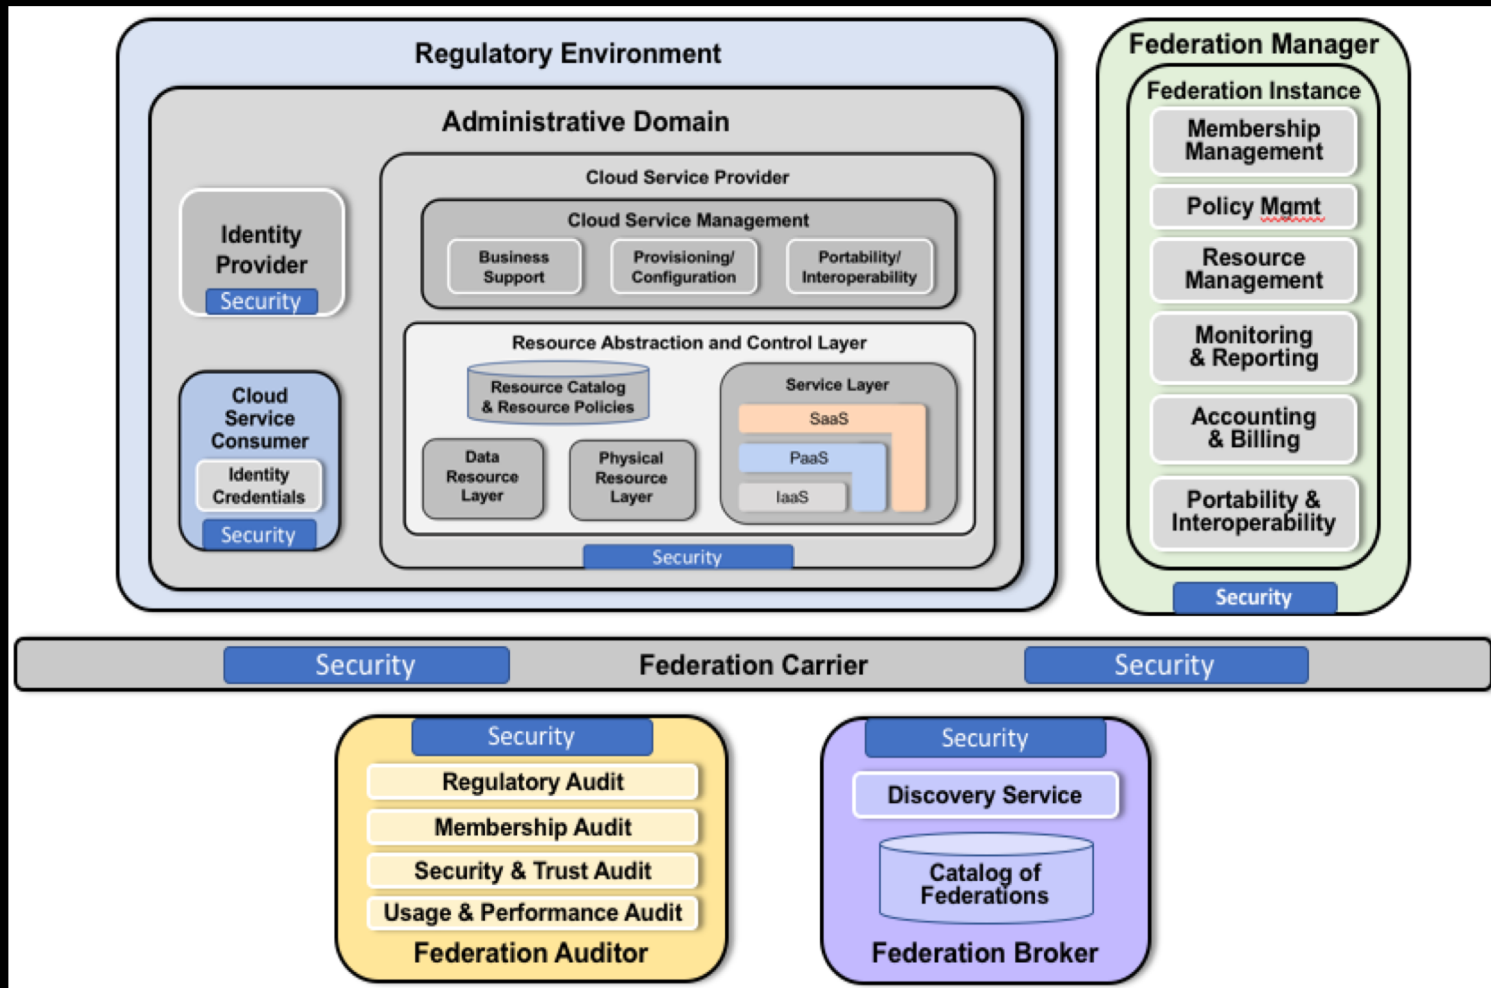 Regulatory Environment
Administrative Domain
Identity
Provider
Security
Cloud
Service
Consumer
Identity
Credentials
Security
Cloud Service Provider
Cloud Service Management
Business
Support
Provisioning/
Configuration
Portability/
Interoperability
Resource Abstraction and Control Layer
Resource Catalog
& Resource Policies
Data
Resource
Layer
Physical
Resource
Layer
Service Layer
SaaS
PaaS
IaaS
Security
Federation Manager
Federation Instance
Membership
Management
Policy Mgmt
Resource
Management
Monitoring
& Reporting
Accounting
& Billing
Portability &
Interoperability
Security
Security
Federation Carrier
Security
Security
Regulatory Audit
Membership Audit
Security & Trust Audit
Usage & Performance Audit
Federation Auditor
Security
Discovery Service
Catalog of
Federations
Federation Broker